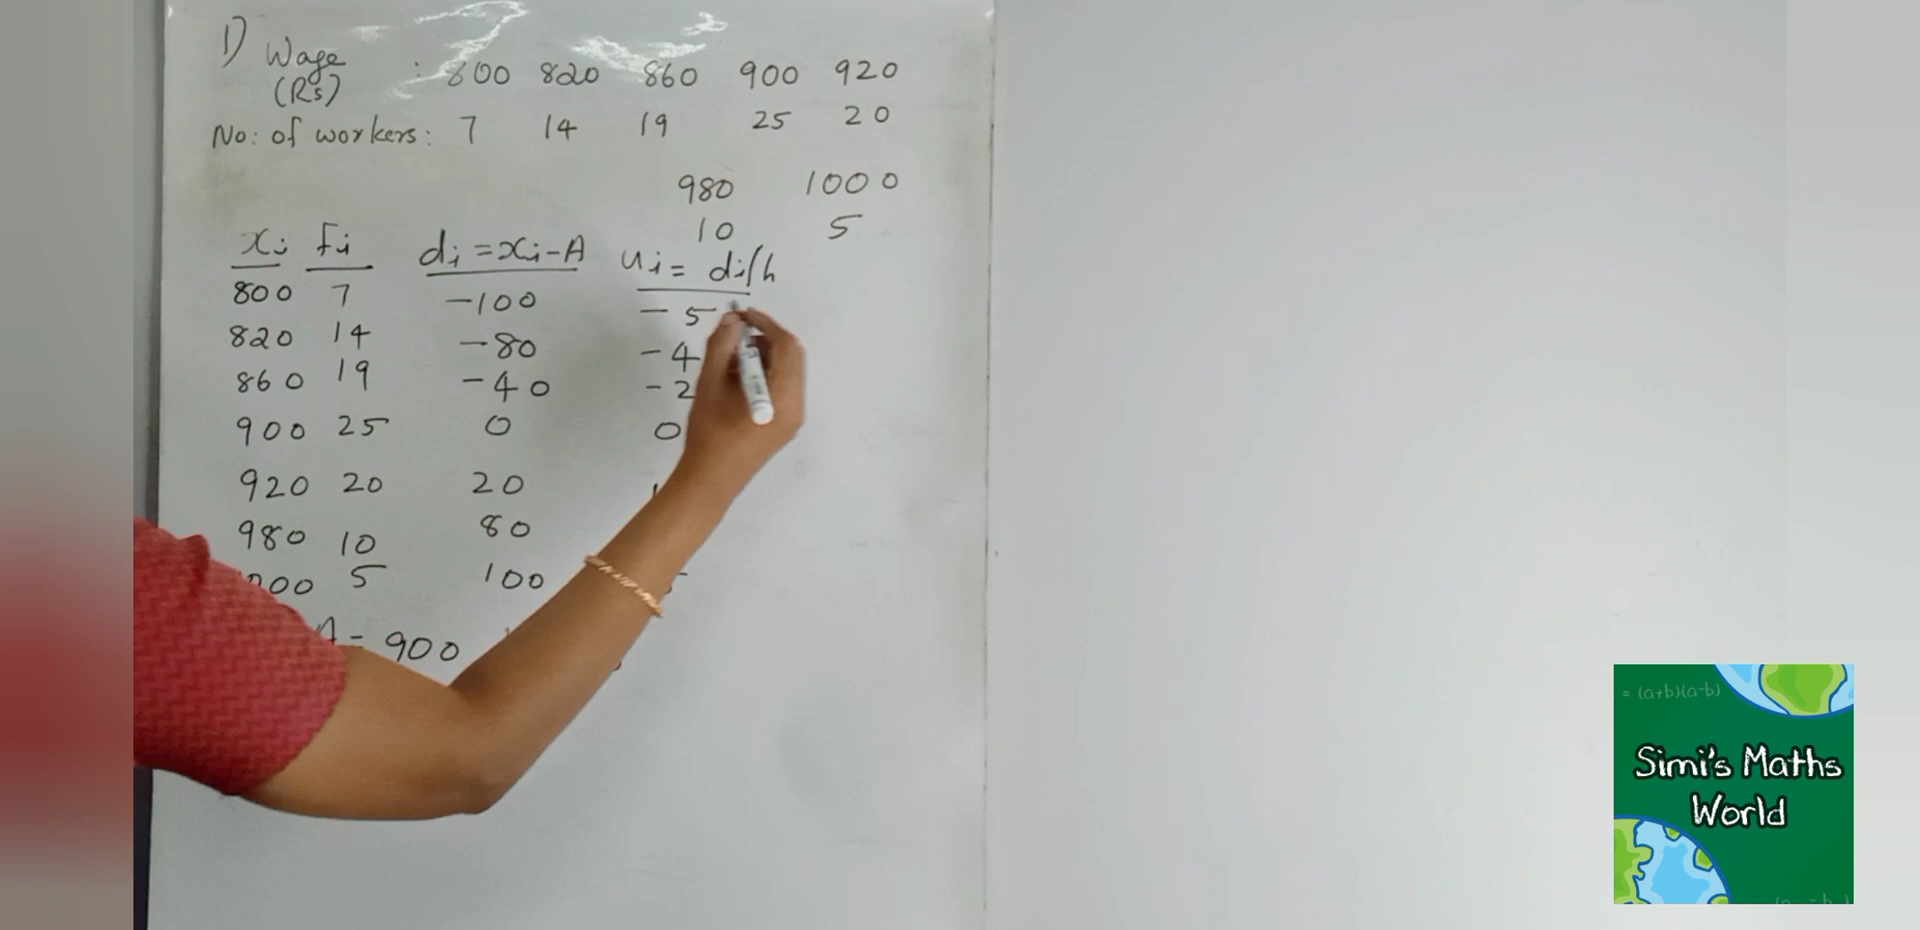 1) Wage : 800 820 860 900 920
(Rs)
No: of workers: 7 14 19 25 20
980 1000
10 5
xi fi di = xi - A ui = di/h
800 7 -100 -5
820 14 -80 -4
860 19 -40 -2
900 25 0 0
920 20 20
980 10 80
000 5 100
A = 900
= (a+b)(a-b)
Simi's Maths
World